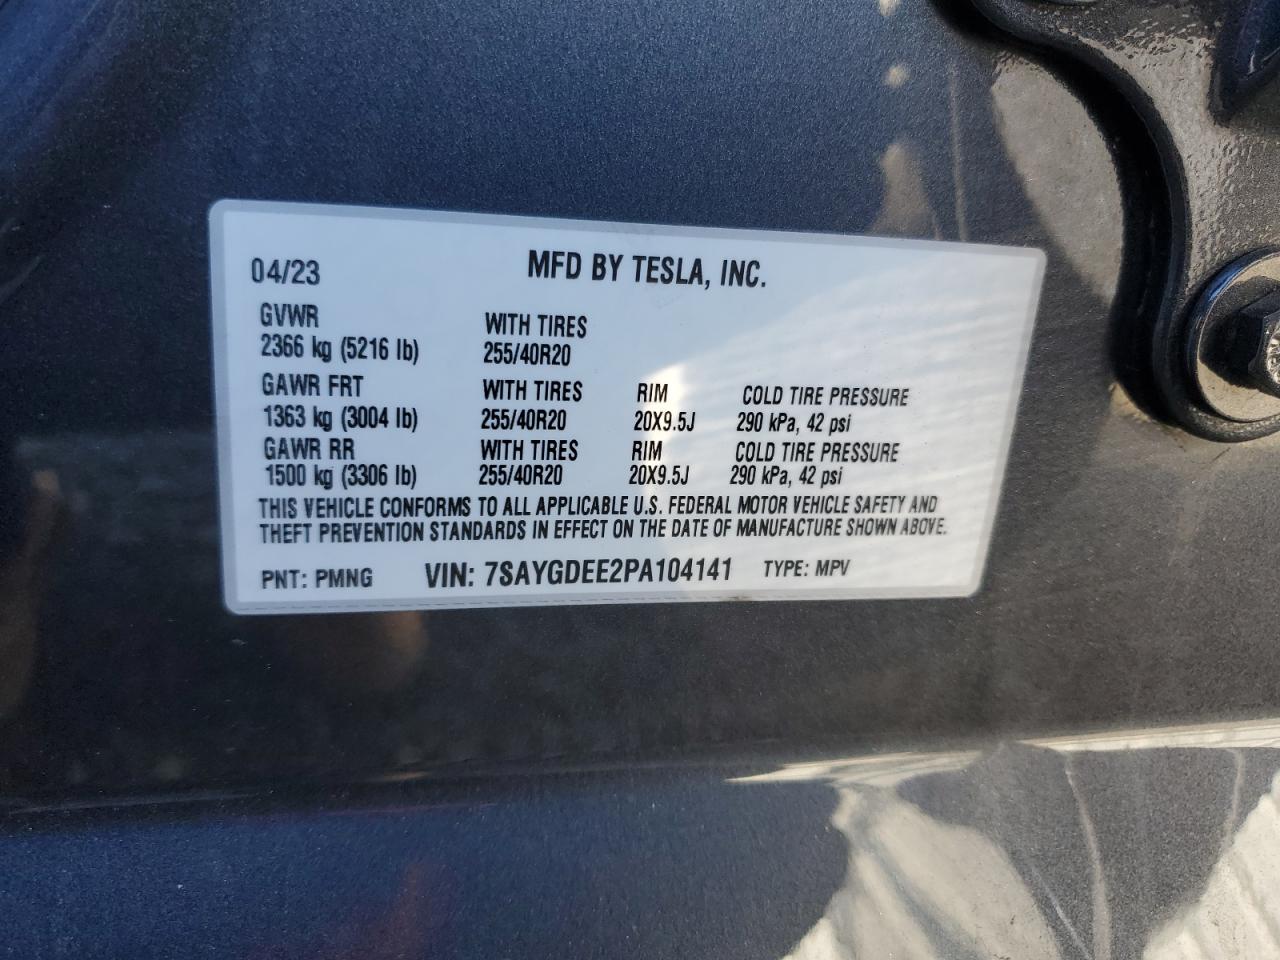 04/23 MFD BY TESLA, INC.
GVWR WITH TIRES
2366 kg (5216 lb) 255/40R20
GAWR FRT WITH TIRES RIM COLD TIRE PRESSURE
1363 kg (3004 lb) 255/40R20 20X9.5J 290 kPa, 42 psi
GAWR RR WITH TIRES RIM COLD TIRE PRESSURE
1500 kg (3306 lb) 255/40R20 20X9.5J 290 kPa, 42 psi
THIS VEHICLE CONFORMS TO ALL APPLICABLE U.S. FEDERAL MOTOR VEHICLE SAFETY AND
THEFT PREVENTION STANDARDS IN EFFECT ON THE DATE OF MANUFACTURE SHOWN ABOVE.
PNT: PMNG VIN: 7SAYGDEE2PA104141 TYPE: MPV